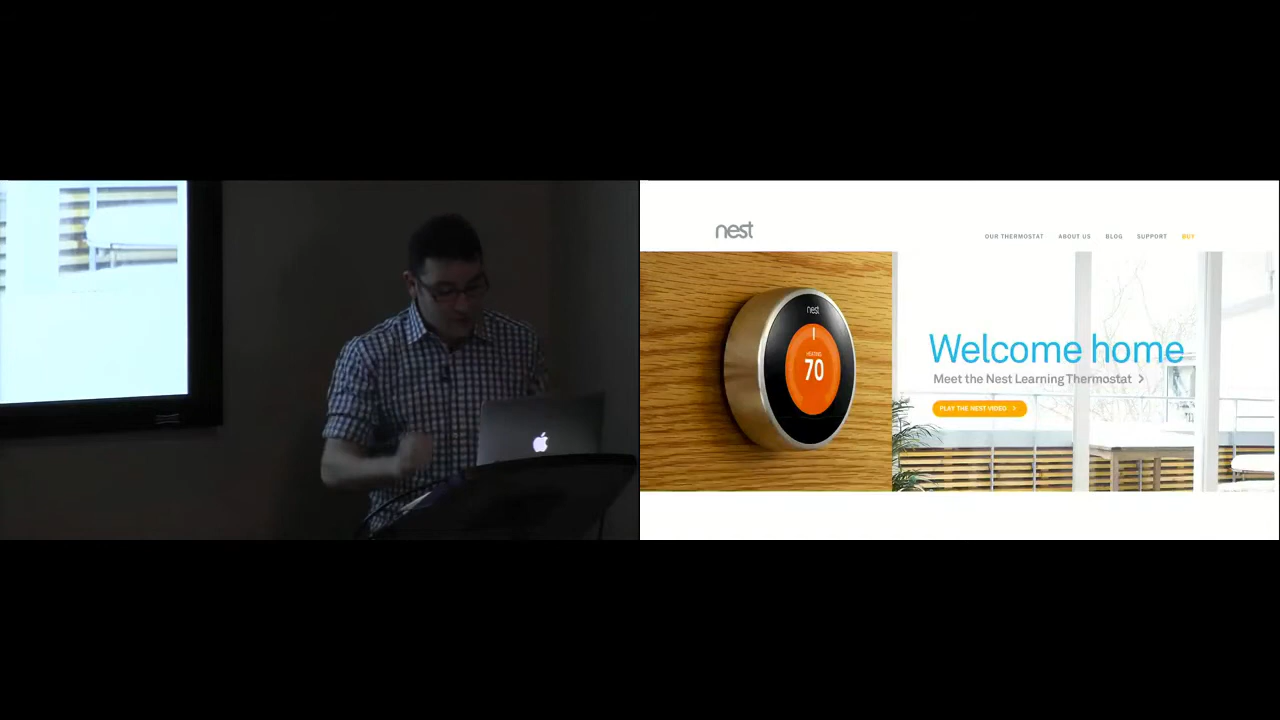 nest
OUR THERMOSTAT ABOUT US BLOG SUPPORT BUY
nest
HEATING
70
Welcome home
Meet the Nest Learning Thermostat
PLAY THE NEST VIDEO